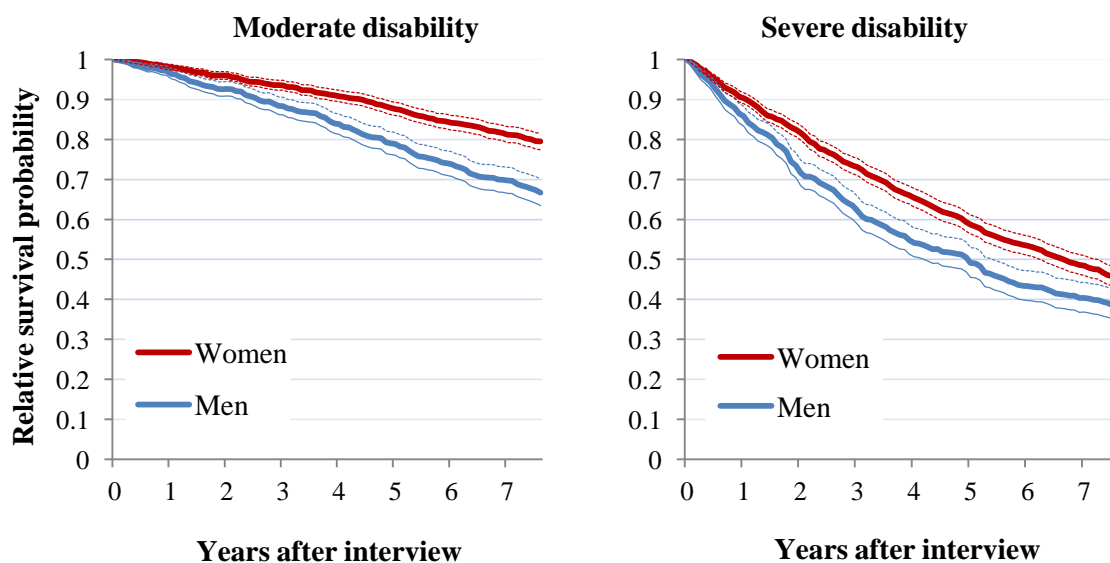 Moderate disability
Relative survival probability
1
0.9
0.8
0.7
0.6
0.5
0.4
0.3
0.2
0.1
0
Women
Men
0 1 2 3 4 5 6 7
Years after interview
Severe disability
1
0.9
0.8
0.7
0.6
0.5
0.4
0.3
0.2
0.1
0
Women
Men
0 1 2 3 4 5 6 7
Years after interview